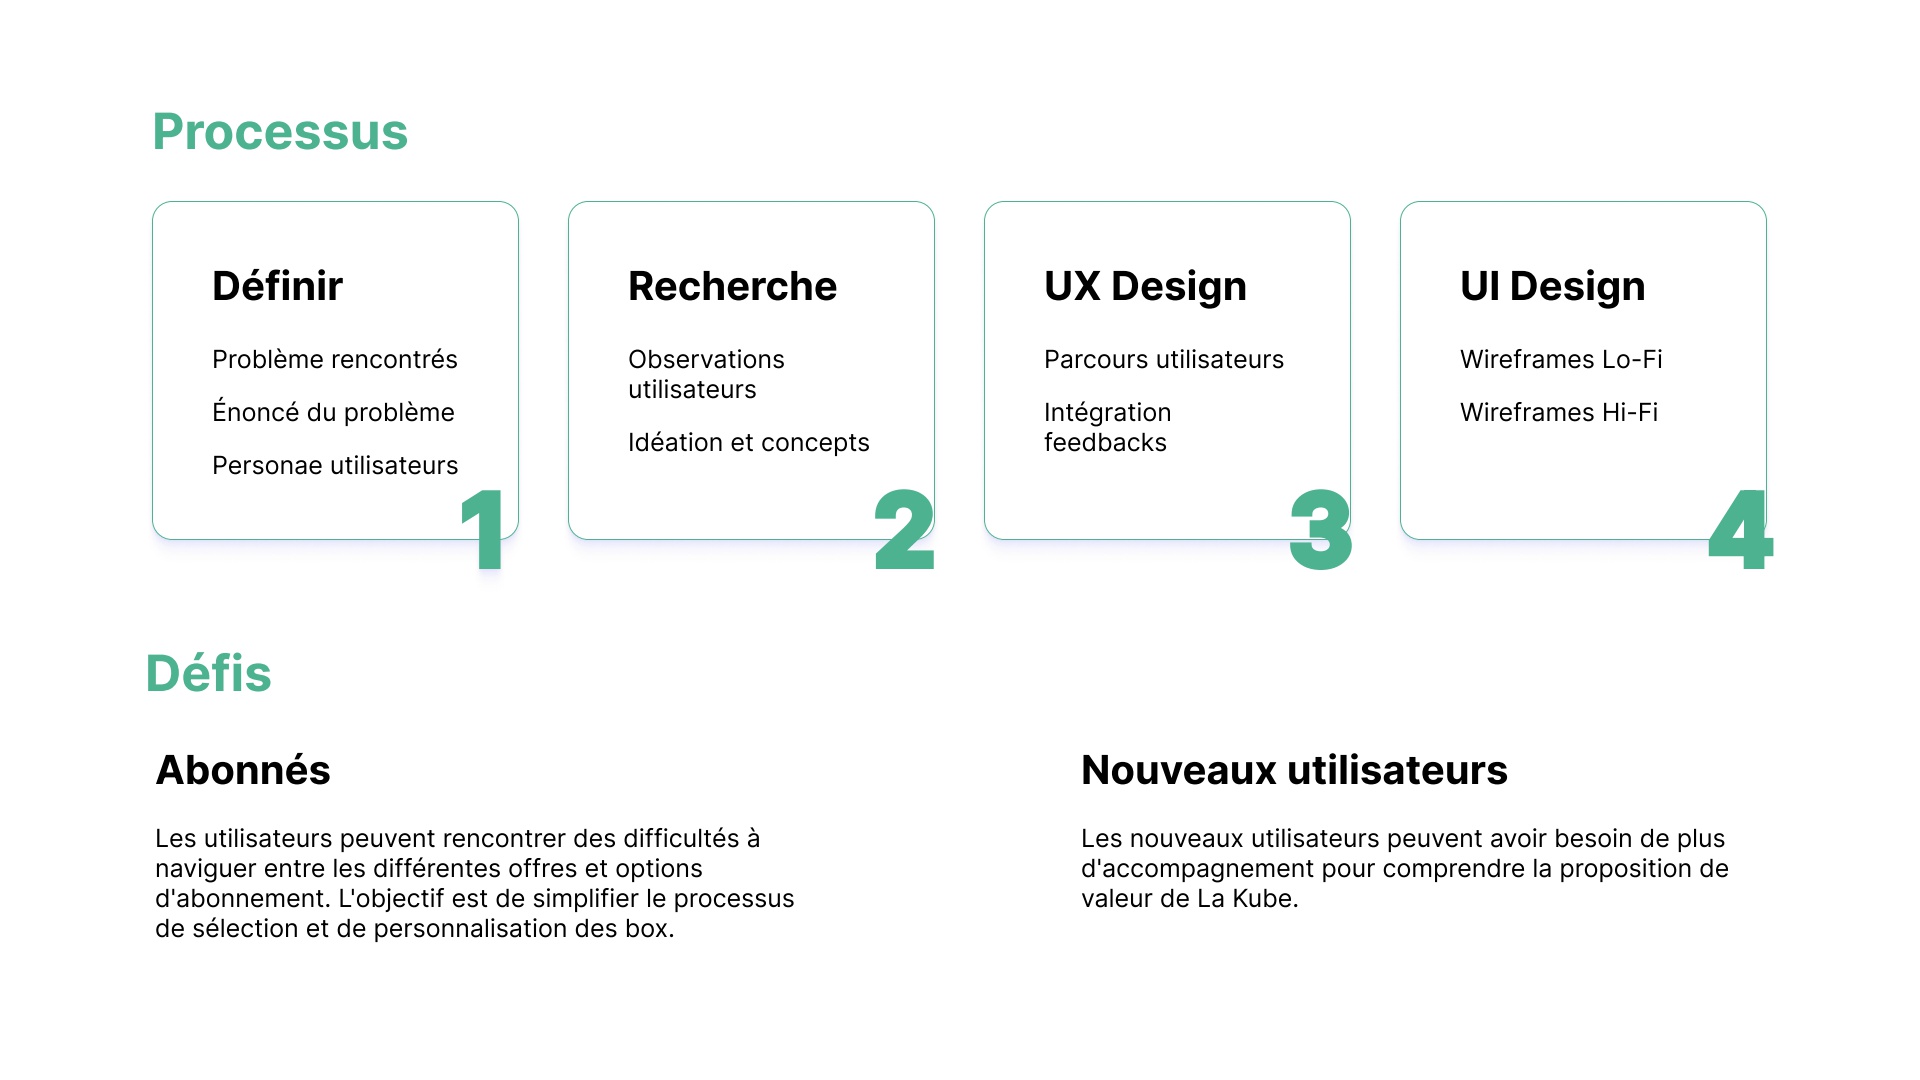 Processus
Définir
Problème rencontrés
Énoncé du problème
Personae utilisateurs
1
Recherche
Observations
utilisateurs
Idéation et concepts
2
UX Design
Parcours utilisateurs
Intégration
feedbacks
3
UI Design
Wireframes Lo-Fi
Wireframes Hi-Fi
4
Défis
Abonnés
Les utilisateurs peuvent rencontrer des difficultés à
naviguer entre les différentes offres et options
d'abonnement. L'objectif est de simplifier le processus
de sélection et de personnalisation des box.
Nouveaux utilisateurs
Les nouveaux utilisateurs peuvent avoir besoin de plus
d'accompagnement pour comprendre la proposition de
valeur de La Kube.